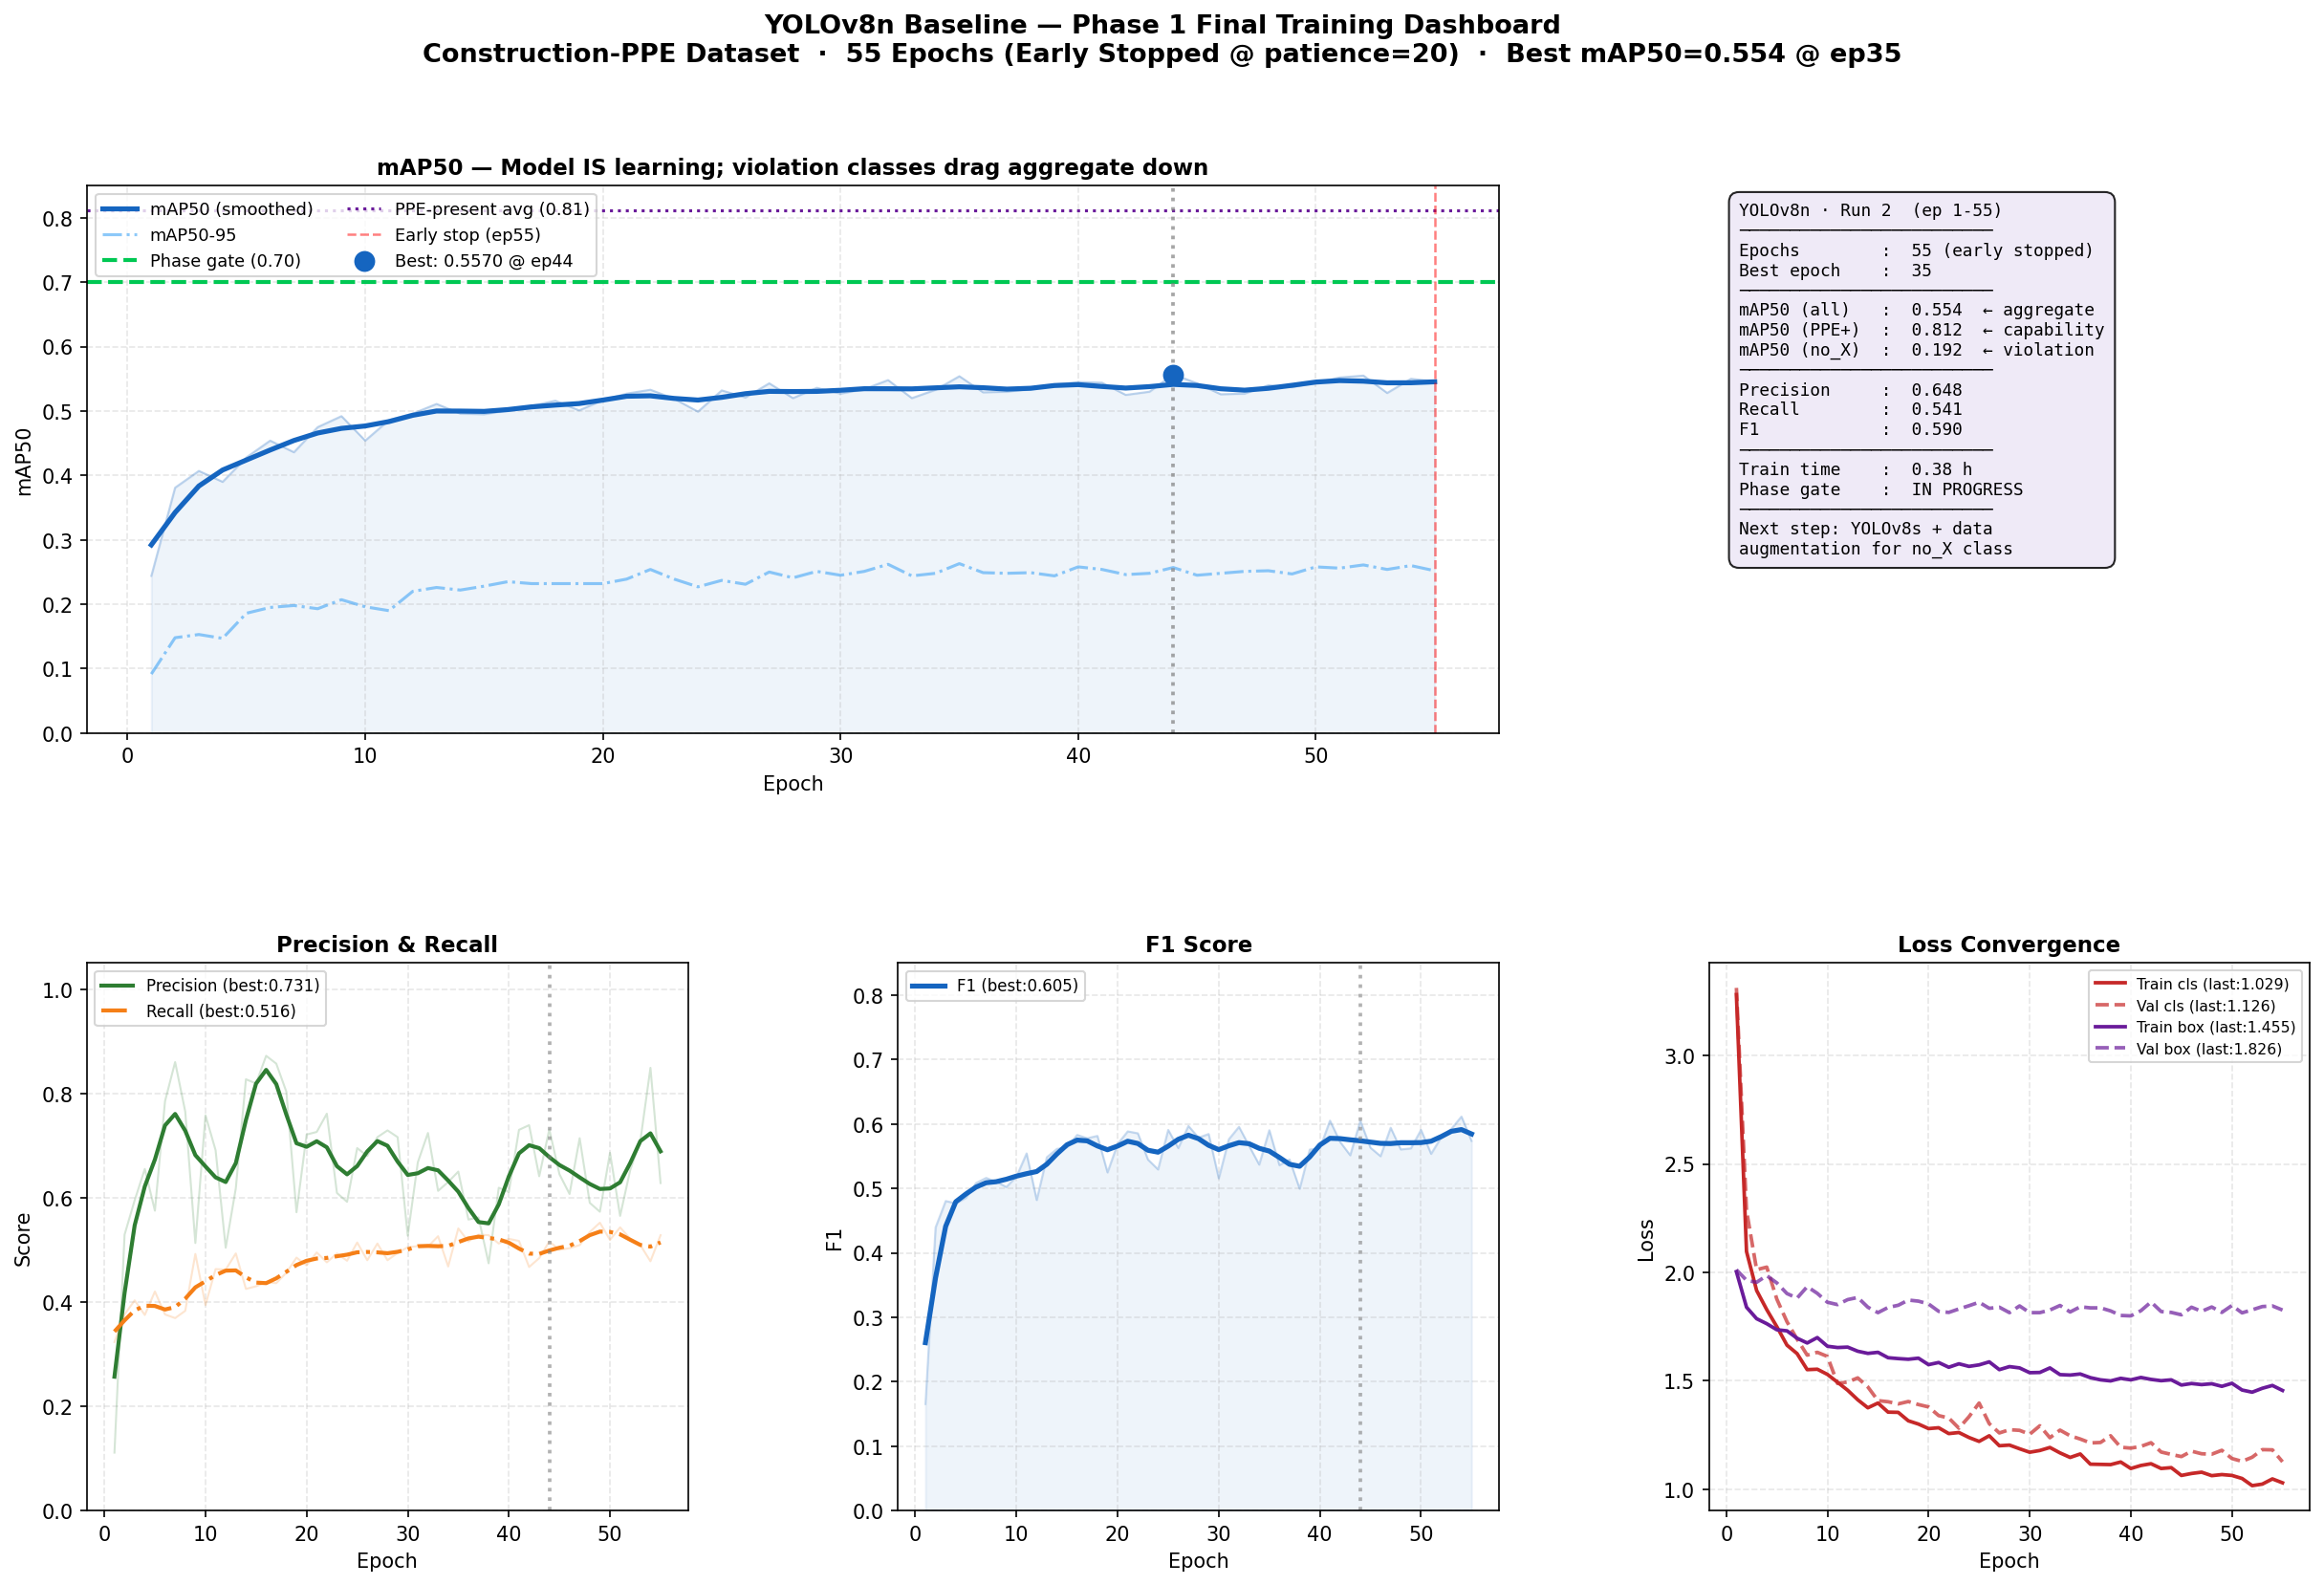 YOLOv8n Baseline — Phase 1 Final Training Dashboard
Construction-PPE Dataset · 55 Epochs (Early Stopped @ patience=20) · Best mAP50=0.554 @ ep35
mAP50 — Model IS learning; violation classes drag aggregate down
mAP50 (smoothed)
mAP50-95
Phase gate (0.70)
PPE-present avg (0.81)
Early stop (ep55)
Best: 0.5570 @ ep44
mAP50
0.8
0.7
0.6
0.5
0.4
0.3
0.2
0.1
0.0
0 10 20 30 40 50
Epoch
YOLOv8n · Run 2 (ep 1-55)
Epochs : 55 (early stopped)
Best epoch : 35
mAP50 (all) : 0.554 ← aggregate
mAP50 (PPE+) : 0.812 ← capability
mAP50 (no_X) : 0.192 ← violation
Precision : 0.648
Recall : 0.541
F1 : 0.590
Train time : 0.38 h
Phase gate : IN PROGRESS
Next step: YOLOv8s + data
augmentation for no_X class
Precision & Recall
Precision (best:0.731)
Recall (best:0.516)
Score
1.0
0.8
0.6
0.4
0.2
0.0
0 10 20 30 40 50
Epoch
F1 Score
F1 (best:0.605)
F1
0.8
0.7
0.6
0.5
0.4
0.3
0.2
0.1
0.0
0 10 20 30 40 50
Epoch
Loss Convergence
Train cls (last:1.029)
Val cls (last:1.126)
Train box (last:1.455)
Val box (last:1.826)
Loss
3.0
2.5
2.0
1.5
1.0
0 10 20 30 40 50
Epoch